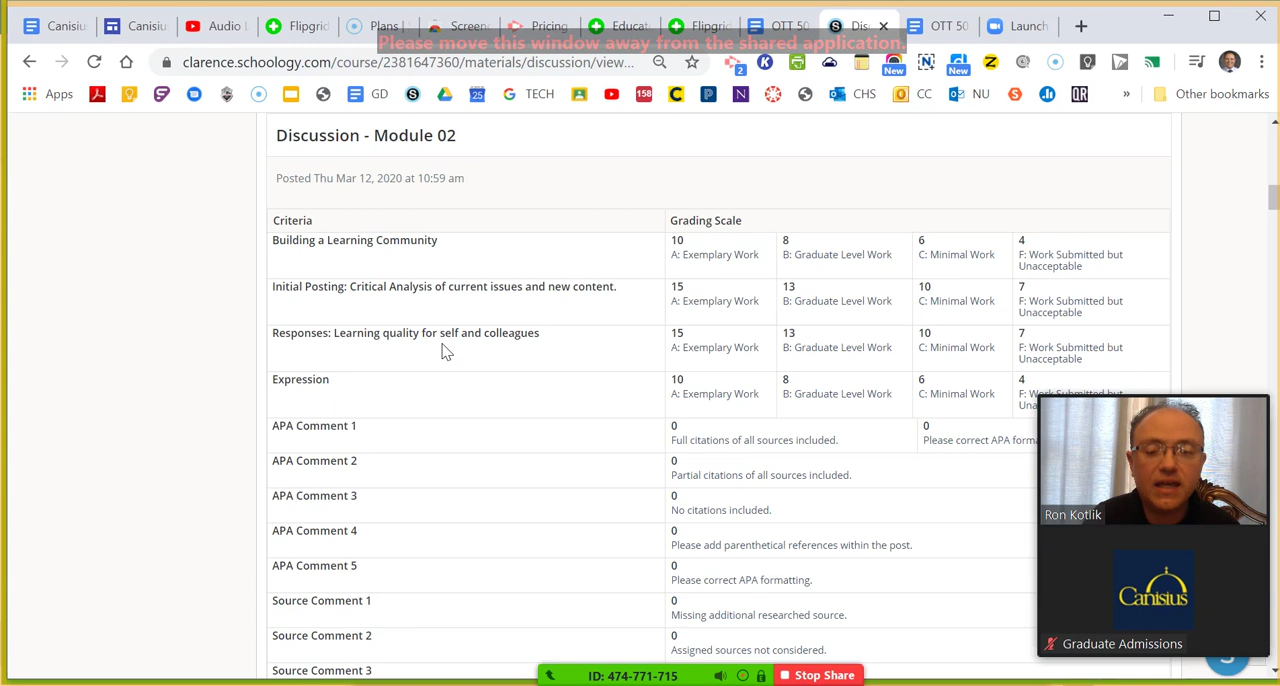 Canisiu
Canisiu
Audio L
Flipgrid
Plans |
Screen
Pricing
Educat
Flipgr
OTT 50
Dis
OTT 50
Launch
Please move this window away from the shared application.
clarence.schoology.com/course/2381647360/materials/discussion/view...
2
New
New
Apps
GD
25
TECH
158
CHS
CC
NU
QR
»
Other bookmarks
Discussion - Module 02
Posted Thu Mar 12, 2020 at 10:59 am
Criteria Grading Scale
Building a Learning Community 10 8 6 4
A: Exemplary Work B: Graduate Level Work C: Minimal Work F: Work Submitted but
Unacceptable
Initial Posting: Critical Analysis of current issues and new content. 15 13 10 7
A: Exemplary Work B: Graduate Level Work C: Minimal Work F: Work Submitted but
Unacceptable
Responses: Learning quality for self and colleagues 15 13 10 7
A: Exemplary Work B: Graduate Level Work C: Minimal Work F: Work Submitted but
Unacceptable
Expression 10 8 6 4
A: Exemplary Work B: Graduate Level Work C: Minimal Work
APA Comment 1 0 0
Full citations of all sources included. Please correct APA
APA Comment 2 0
Partial citations of all sources included.
APA Comment 3 0
No citations included.
APA Comment 4 0
Please add parenthetical references within the post.
APA Comment 5 0
Please correct APA formatting.
Source Comment 1 0
Missing additional researched source.
Source Comment 2 0
Assigned sources not considered.
Source Comment 3 0
Ron Kotlik
Canisius
Graduate Admissions
ID: 474-771-715
Stop Share